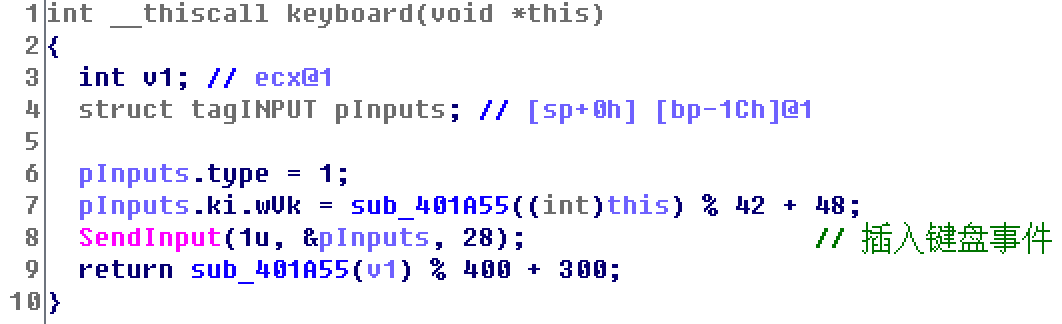 1 int __thiscall keyboard(void *this)
2 {
3   int v1; // ecx@1
4   struct tagINPUT pInputs; // [sp+0h] [bp-1Ch]@1
5
6   pInputs.type = 1;
7   pInputs.ki.wVk = sub_401A55((int)this) % 42 + 48;
8   SendInput(1u, &pInputs, 28);                  // 插入键盘事件
9   return sub_401A55(v1) % 400 + 300;
10 }